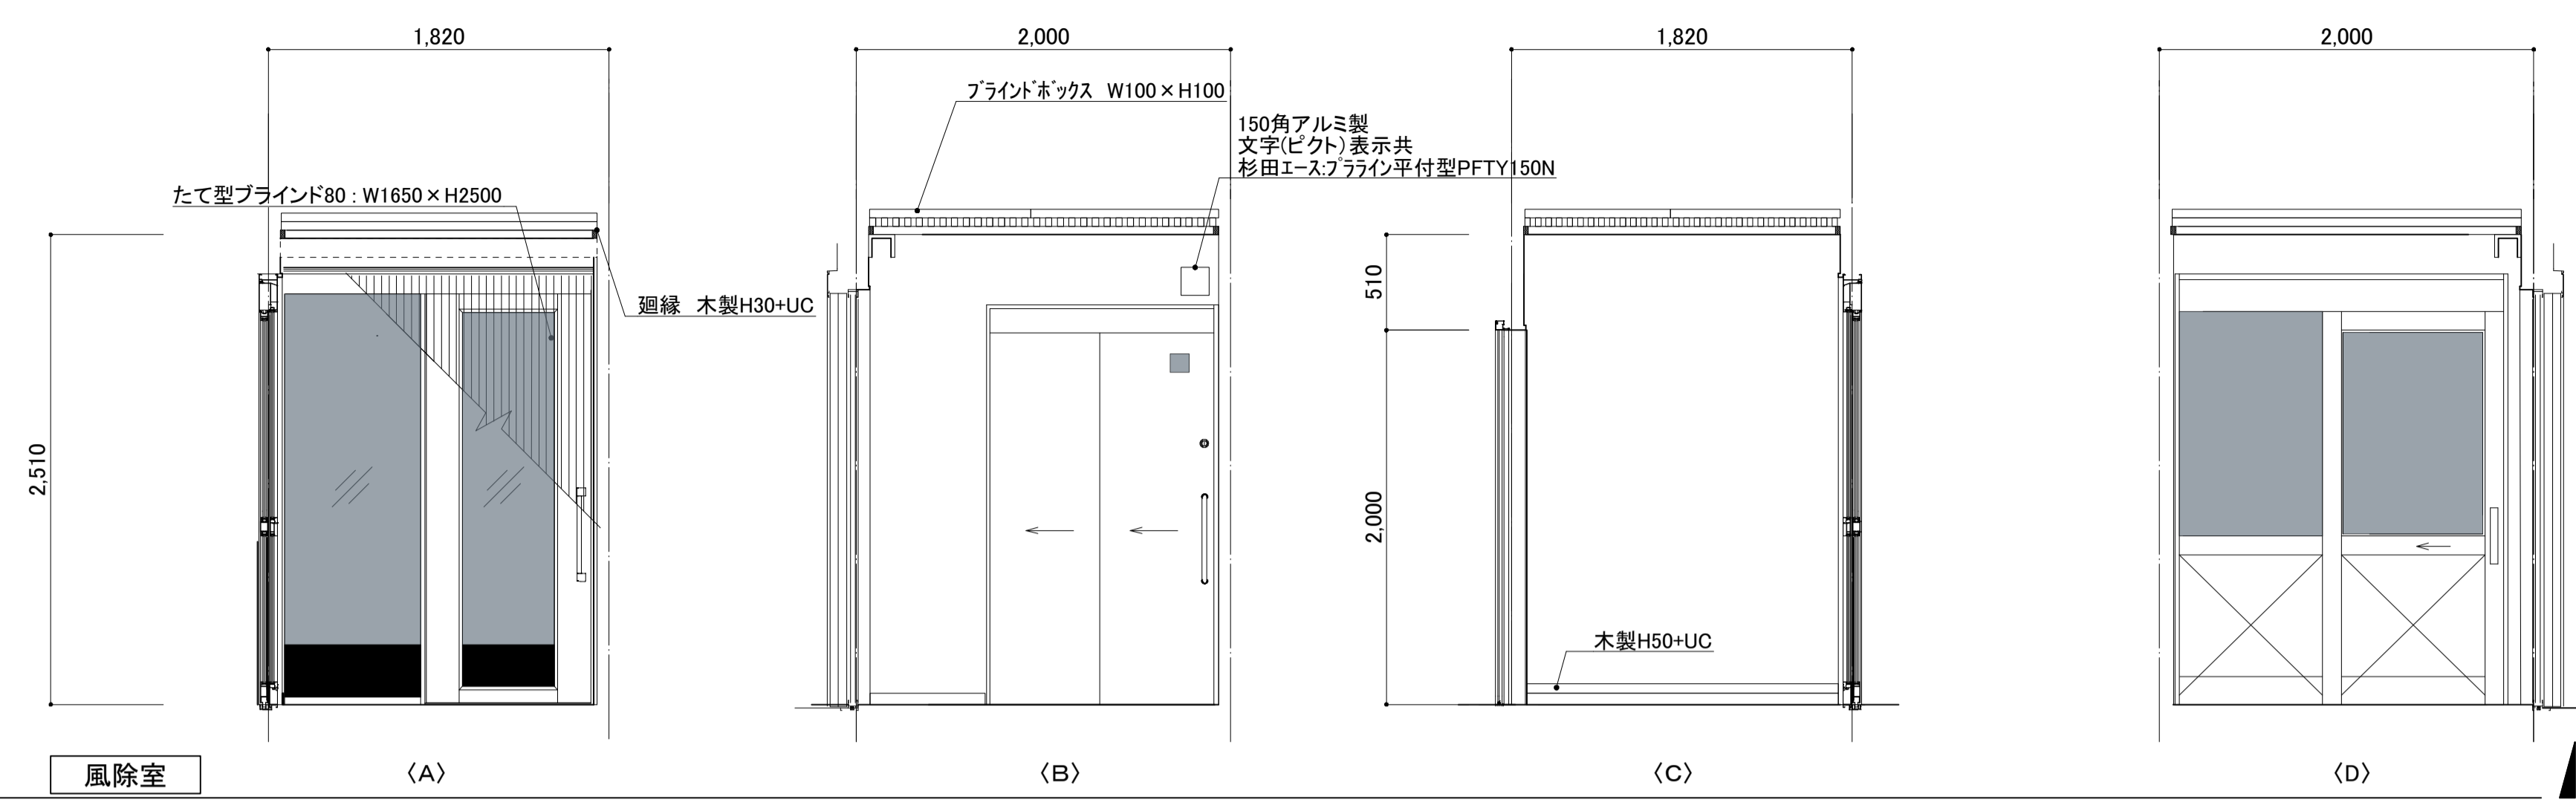 1,820
2,000
1,820
2,000
ﾌﾞﾗｲﾝﾄﾞﾎﾞｯｸｽ W100×H100
150角アルミ製
文字(ピクト)表示共
杉田ｴｰｽ:ﾌﾟﾗﾗｲﾝ平付型PFTY150N
たて型ブラインド80 : W1650×H2500
廻縁 木製H30+UC
510
2,510
2,000
木製H50+UC
風除室
〈A〉
〈B〉
〈C〉
〈D〉